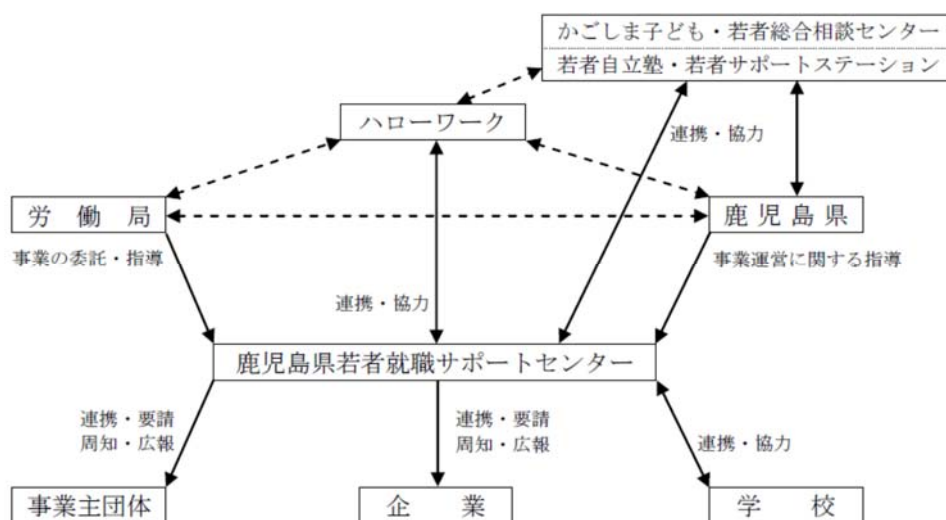 かごしま子ども・若者総合相談センター
若者自立塾・若者サポートステーション
ハローワーク
連携・協力
労働局
鹿児島県
事業の委託・指導
事業運営に関する指導
連携・協力
鹿児島県若者就職サポートセンター
連携・要請
周知・広報
連携・要請
周知・広報
連携・協力
事業主団体
企業
学校